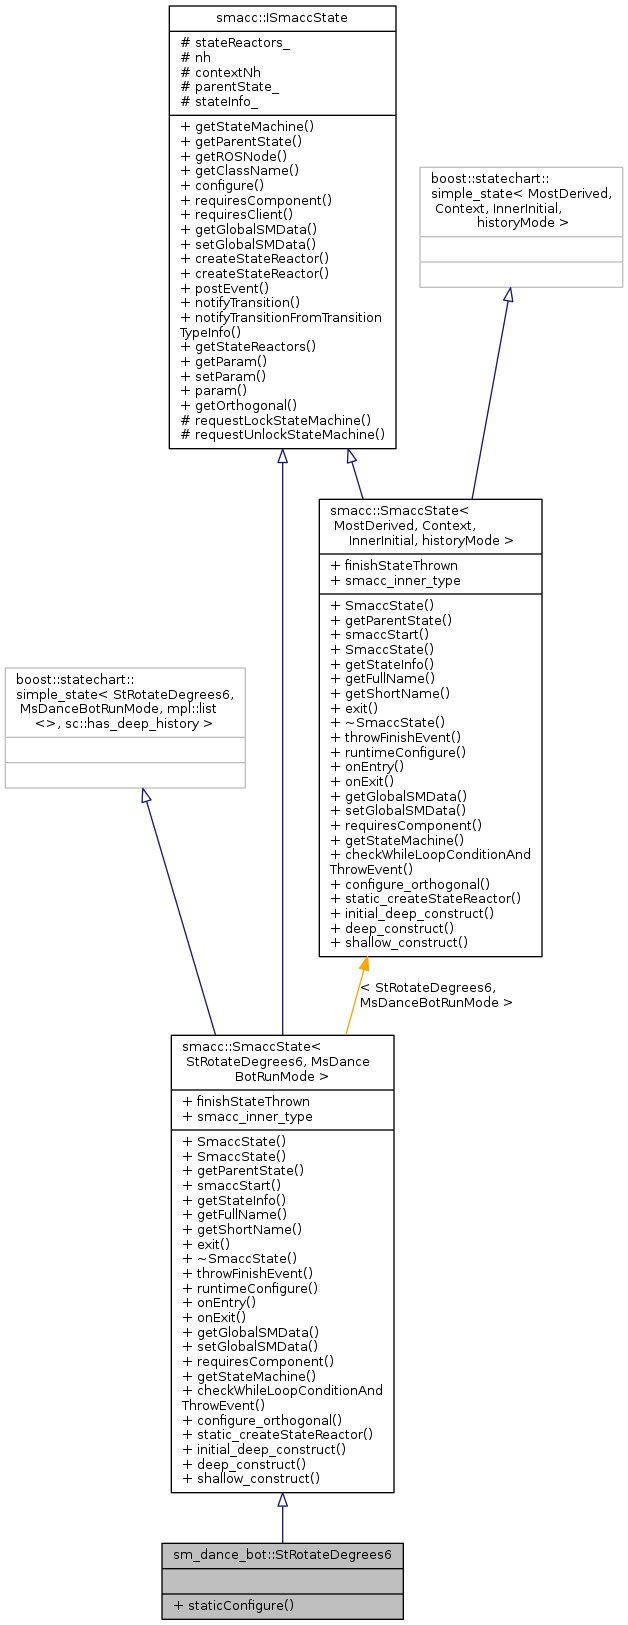 smacc::ISmaccState
# stateReactors_
# nh
# contextNh
# parentState_
# stateInfo_
+ getStateMachine()
+ getParentState()
+ getROSNode()
+ getClassName()
+ configure()
+ requiresComponent()
+ requiresClient()
+ getGlobalSMData()
+ setGlobalSMData()
+ createStateReactor()
+ createStateReactor()
+ postEvent()
+ notifyTransition()
+ notifyTransitionFromTransition
TypeInfo()
+ getStateReactors()
+ getParam()
+ setParam()
+ param()
+ getOrthogonal()
# requestLockStateMachine()
# requestUnlockStateMachine()
boost::statechart::
simple_state< MostDerived,
Context, InnerInitial,
historyMode >
smacc::SmaccState<
MostDerived, Context,
InnerInitial, historyMode >
+ finishStateThrown
+ smacc_inner_type
+ SmaccState()
+ getParentState()
+ smaccStart()
+ SmaccState()
+ getStateInfo()
+ getFullName()
+ getShortName()
+ exit()
+ ~SmaccState()
+ throwFinishEvent()
+ runtimeConfigure()
+ onEntry()
+ onExit()
+ getGlobalSMData()
+ setGlobalSMData()
+ requiresComponent()
+ getStateMachine()
+ checkWhileLoopConditionAnd
ThrowEvent()
+ configure_orthogonal()
+ static_createStateReactor()
+ initial_deep_construct()
+ deep_construct()
+ shallow_construct()
boost::statechart::
simple_state< StRotateDegrees6,
MsDanceBotRunMode, mpl::list
<>, sc::has_deep_history >
< StRotateDegrees6,
MsDanceBotRunMode >
smacc::SmaccState<
StRotateDegrees6, MsDance
BotRunMode >
+ finishStateThrown
+ smacc_inner_type
+ SmaccState()
+ SmaccState()
+ getParentState()
+ smaccStart()
+ getStateInfo()
+ getFullName()
+ getShortName()
+ exit()
+ ~SmaccState()
+ throwFinishEvent()
+ runtimeConfigure()
+ onEntry()
+ onExit()
+ getGlobalSMData()
+ setGlobalSMData()
+ requiresComponent()
+ getStateMachine()
+ checkWhileLoopConditionAnd
ThrowEvent()
+ configure_orthogonal()
+ static_createStateReactor()
+ initial_deep_construct()
+ deep_construct()
+ shallow_construct()
sm_dance_bot::StRotateDegrees6
+ staticConfigure()